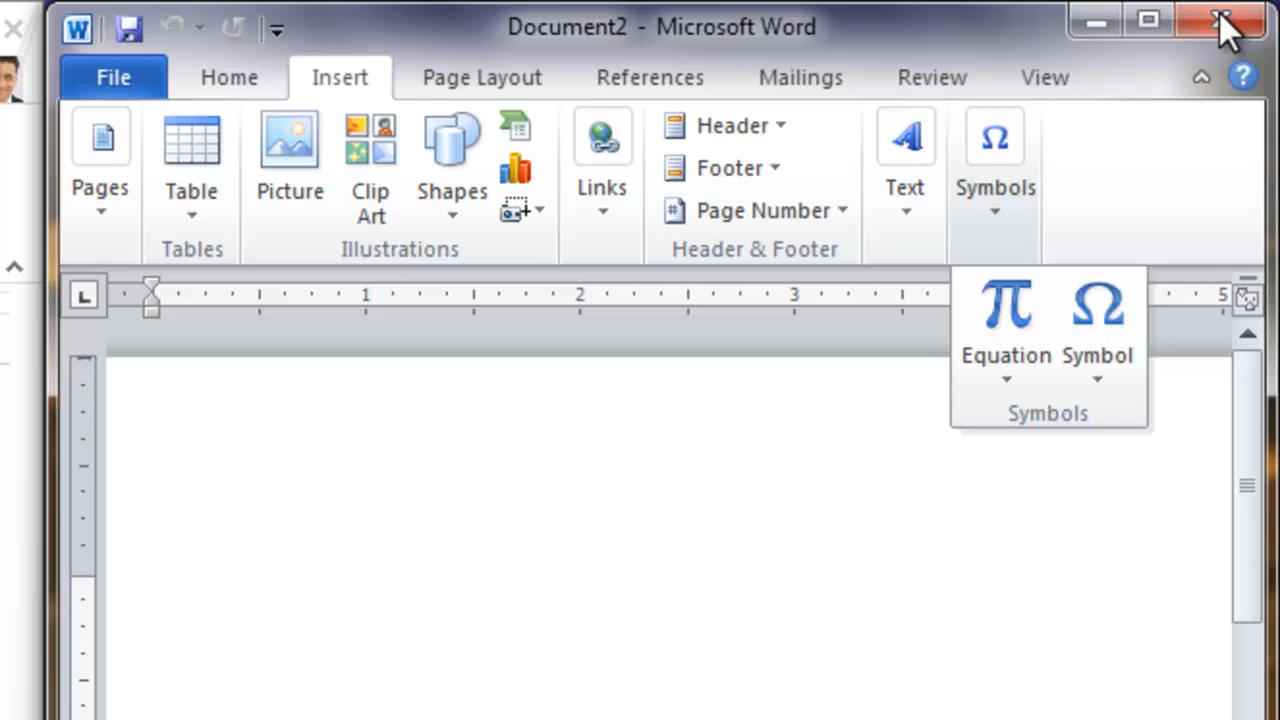 Document2 - Microsoft Word
File Home Insert Page Layout References Mailings Review View
Pages
Table
Tables
Picture
Clip
Art
Shapes
Illustrations
Links
Header
Footer
Page Number
Header & Footer
Text
Symbols
1 2 3 5
Equation Symbol
Symbols